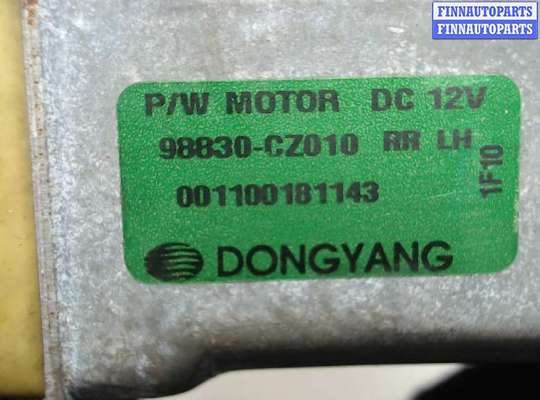 FINNAUTOPARTS
FINNAUTOPARTS
P/W MOTOR DC 12V
98830-CZ010 RR LH
001100181143
1F10
DONGYANG